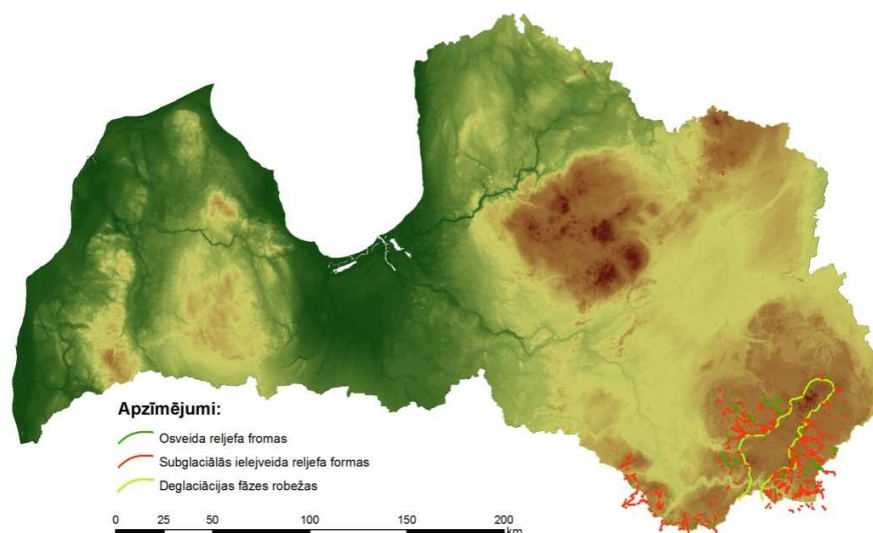 Apzīmējumi:
Osveida reljefa fromas
Subglaciālās ielejveida reljefa formas
Deglaciācijas fāzes robežas
0 25 50 100 150 200
km